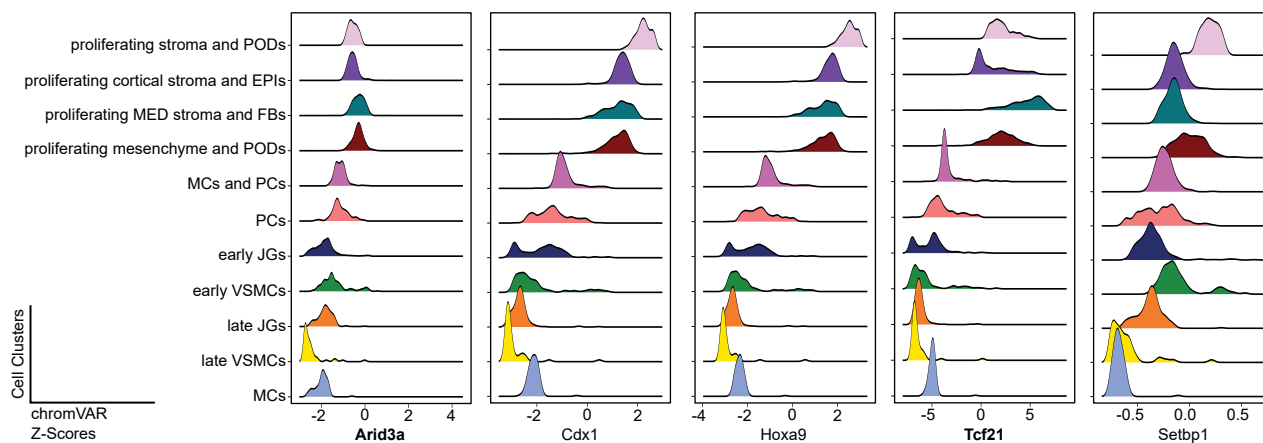 proliferating stroma and PODs
proliferating cortical stroma and EPIs
proliferating MED stroma and FBs
proliferating mesenchyme and PODs
MCs and PCs
PCs
early JGs
early VSMCs
late JGs
late VSMCs
MCs
Cell Clusters
chromVAR
Z-Scores
-2 0 2 4
Arid3a
-2 0 2
Cdx1
-4 -2 0 2
Hoxa9
-5 0 5
Tcf21
-0.5 0.0 0.5
Setbp1